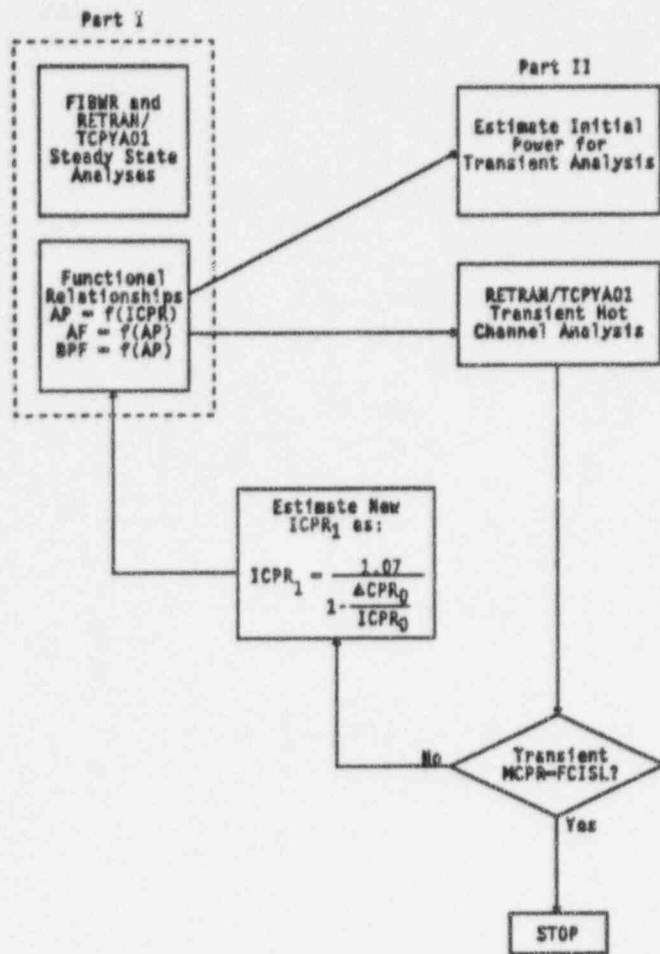 Part I
FIBWR and
RETRAN/
TCPYA01
Steady State
Analyses
Functional
Relationships
AP = f(ICPR)
AF = f(AP)
BPF = f(AP)
Part II
Estimate Initial
Power for
Transient Analysis
RETRAN/TCPYA01
Transient Hot
Channel Analysis
Estimate New
ICPR₁ as:
ICPR₁ = 1.07 / (1-ΔCPR₀/ICPR₀)
No
Transient
MCPR=FCISL?
Yes
STOP